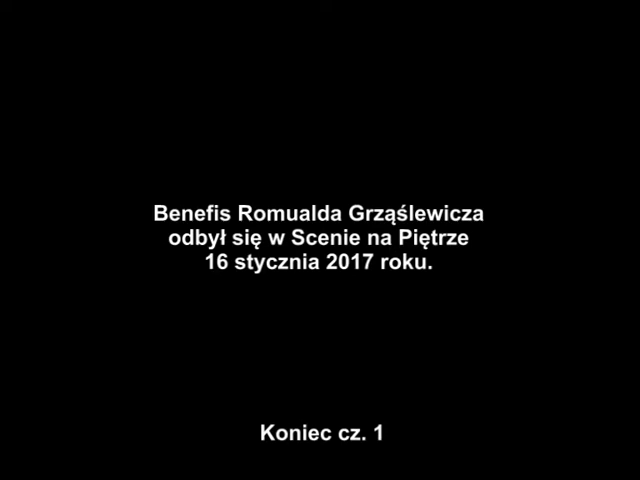 Benefis Romualda Grząślewicza
odbył się w Scenie na Piętrze
16 stycznia 2017 roku.
Koniec cz. 1